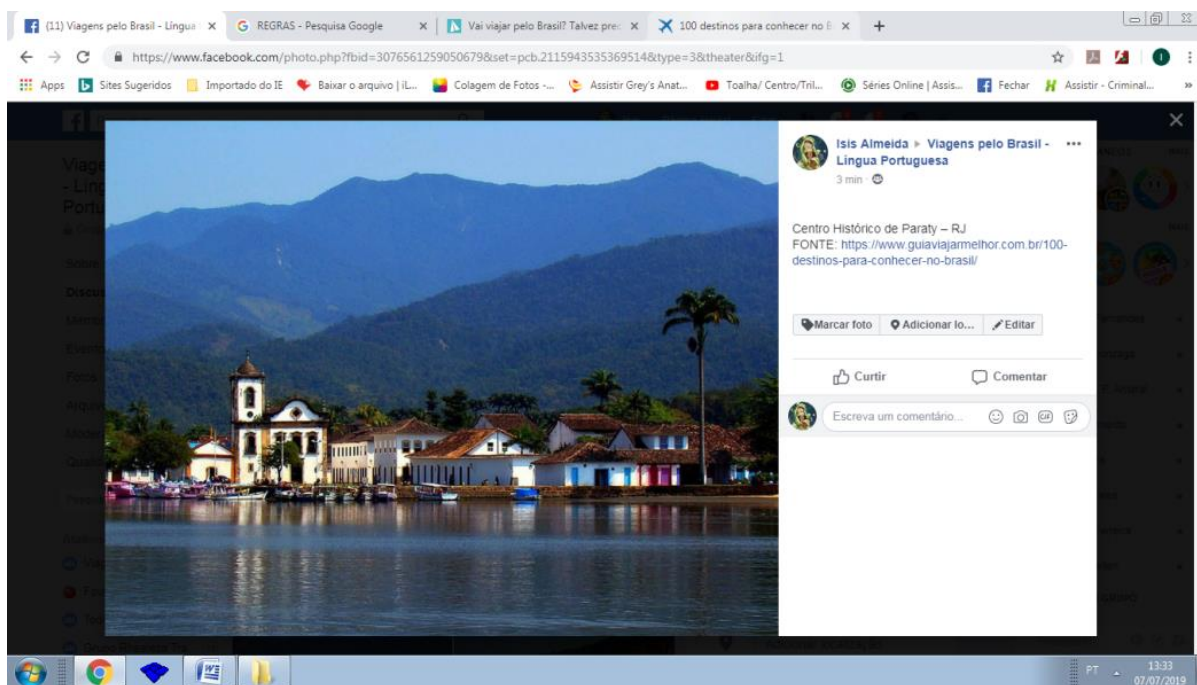 (11) Viagens pelo Brasil - Língua
REGRAS - Pesquisa Google
Vai viajar pelo Brasil? Talvez prec
100 destinos para conhecer no B
https://www.facebook.com/photo.php?fbid=3076561259050679&set=pcb.2115943535369514&type=3&theater&ifg=1
Apps
Sites Sugeridos
Importado do IE
Baixar o arquivo | iL...
Colagem de Fotos -...
Assistir Grey's Anat...
Toalha/ Centro/Tril...
Séries Online | Assis...
Fechar
Assistir - Criminal...
Isis Almeida ▸ Viagens pelo Brasil -
Lingua Portuguesa
3 min ·
Centro Histórico de Paraty – RJ
FONTE: https://www.guiaviajarmelhor.com.br/100-
destinos-para-conhecer-no-brasil/
Marcar foto
Adicionar lo...
Editar
Curtir
Comentar
Escreva um comentário...
GIF
PT
13:33
07/07/2019